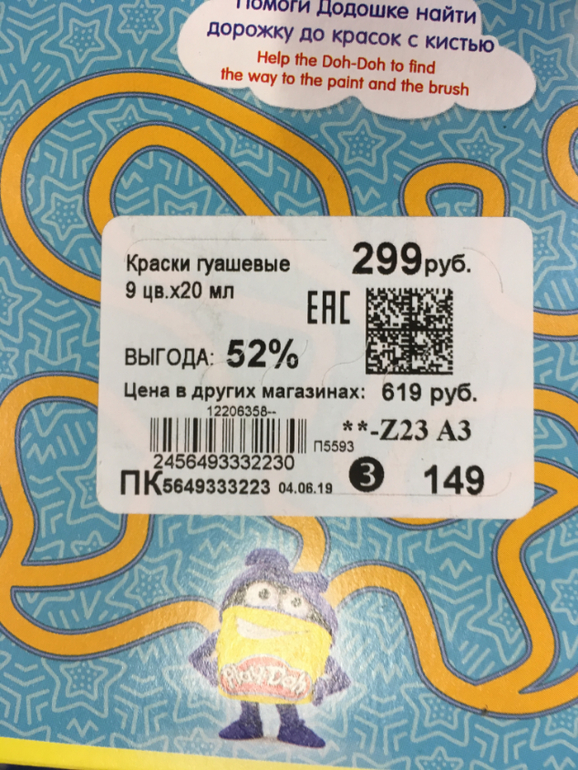 Помоги Додошке найти
дорожку до красок с кистью
Help the Doh-Doh to find
the way to the paint and the brush
Краски гуашевые 299руб.
9 цв.х20 мл
EAC
ВЫГОДА: 52%
Цена в других магазинах: 619 руб.
12206358--
**-Z23 A3
П5593
2456493332230
ПК5649333223 04.06.19 3 149
Play-Doh